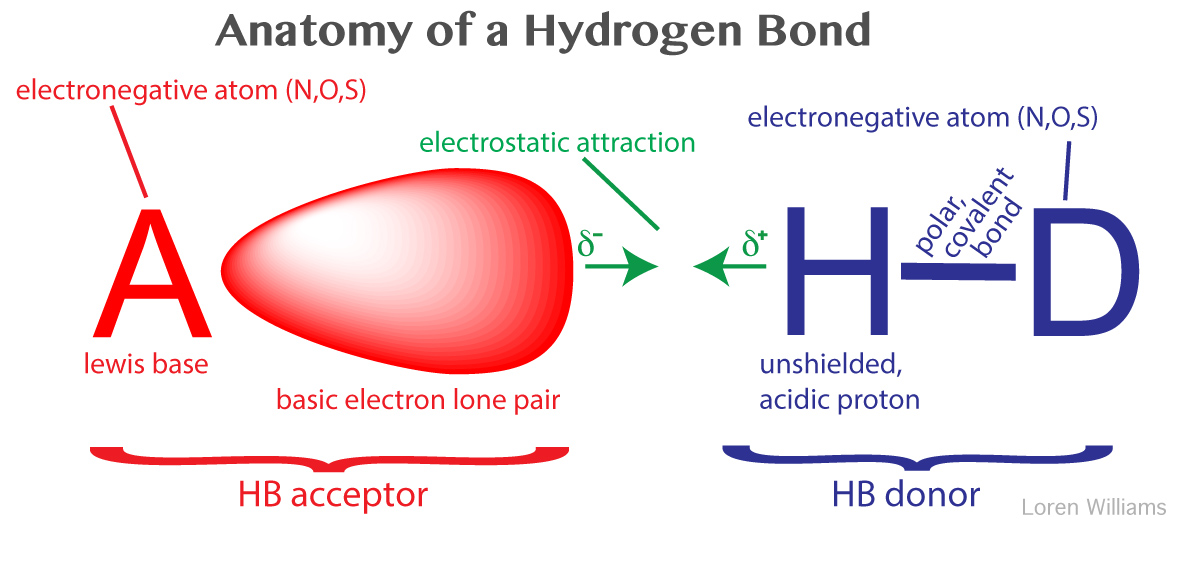 Anatomy of a Hydrogen Bond
electronegative atom (N,O,S)
electronegative atom (N,O,S)
electrostatic attraction
polar,
covalent
bond
A
δ-
δ+
H
D
lewis base
basic electron lone pair
unshielded,
acidic proton
HB acceptor
HB donor
Loren Williams